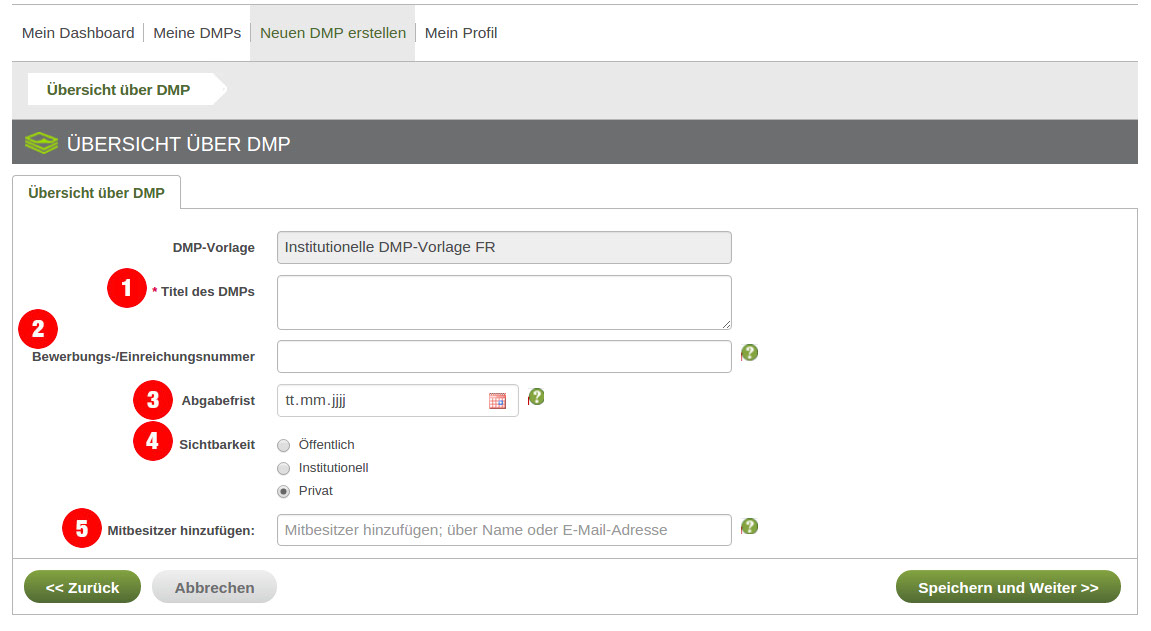 Mein Dashboard Meine DMPs Neuen DMP erstellen Mein Profil
Übersicht über DMP
ÜBERSICHT ÜBER DMP
Übersicht über DMP
DMP-Vorlage Institutionelle DMP-Vorlage FR
1 * Titel des DMPs
2
Bewerbungs-/Einreichungsnummer ?
3 Abgabefrist tt.mm.jjjj ?
4 Sichtbarkeit Öffentlich
Institutionell
Privat
5 Mitbesitzer hinzufügen: Mitbesitzer hinzufügen; über Name oder E-Mail-Adresse ?
<< Zurück Abbrechen Speichern und Weiter >>